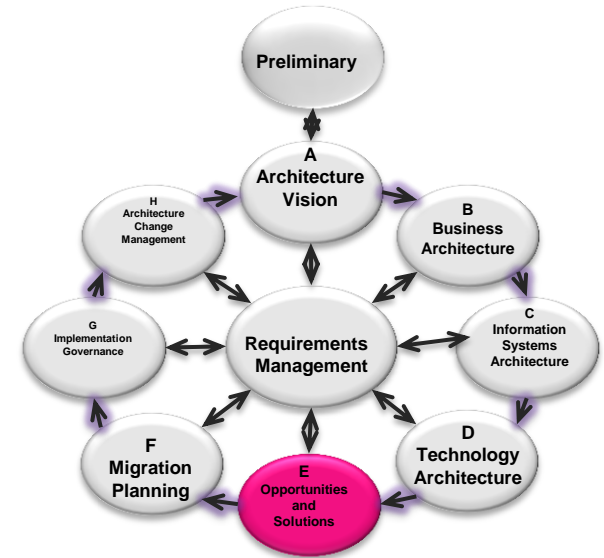 Preliminary
A
Architecture
Vision
H
Architecture
Change
Management
B
Business
Architecture
G
Implementation
Governance
Requirements
Management
C
Information
Systems
Architecture
F
Migration
Planning
D
Technology
Architecture
E
Opportunities
and
Solutions